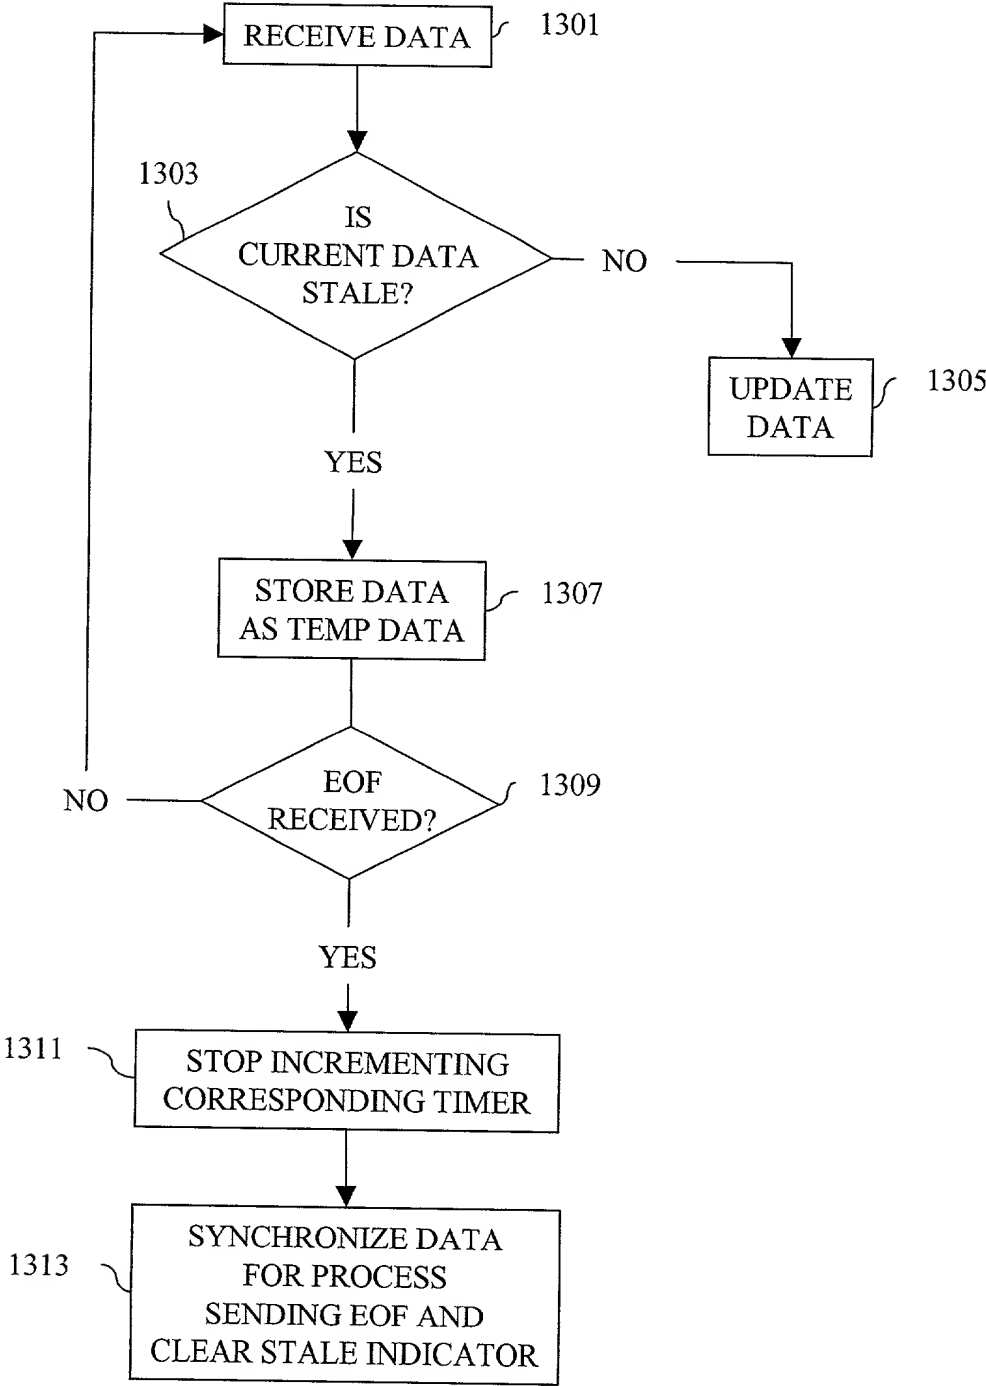 RECEIVE DATA
1301
1303
IS
CURRENT DATA
STALE?
NO
UPDATE
DATA
1305
YES
STORE DATA
AS TEMP DATA
1307
EOF
RECEIVED?
1309
NO
YES
1311
STOP INCREMENTING
CORRESPONDING TIMER
1313
SYNCHRONIZE DATA
FOR PROCESS
SENDING EOF AND
CLEAR STALE INDICATOR